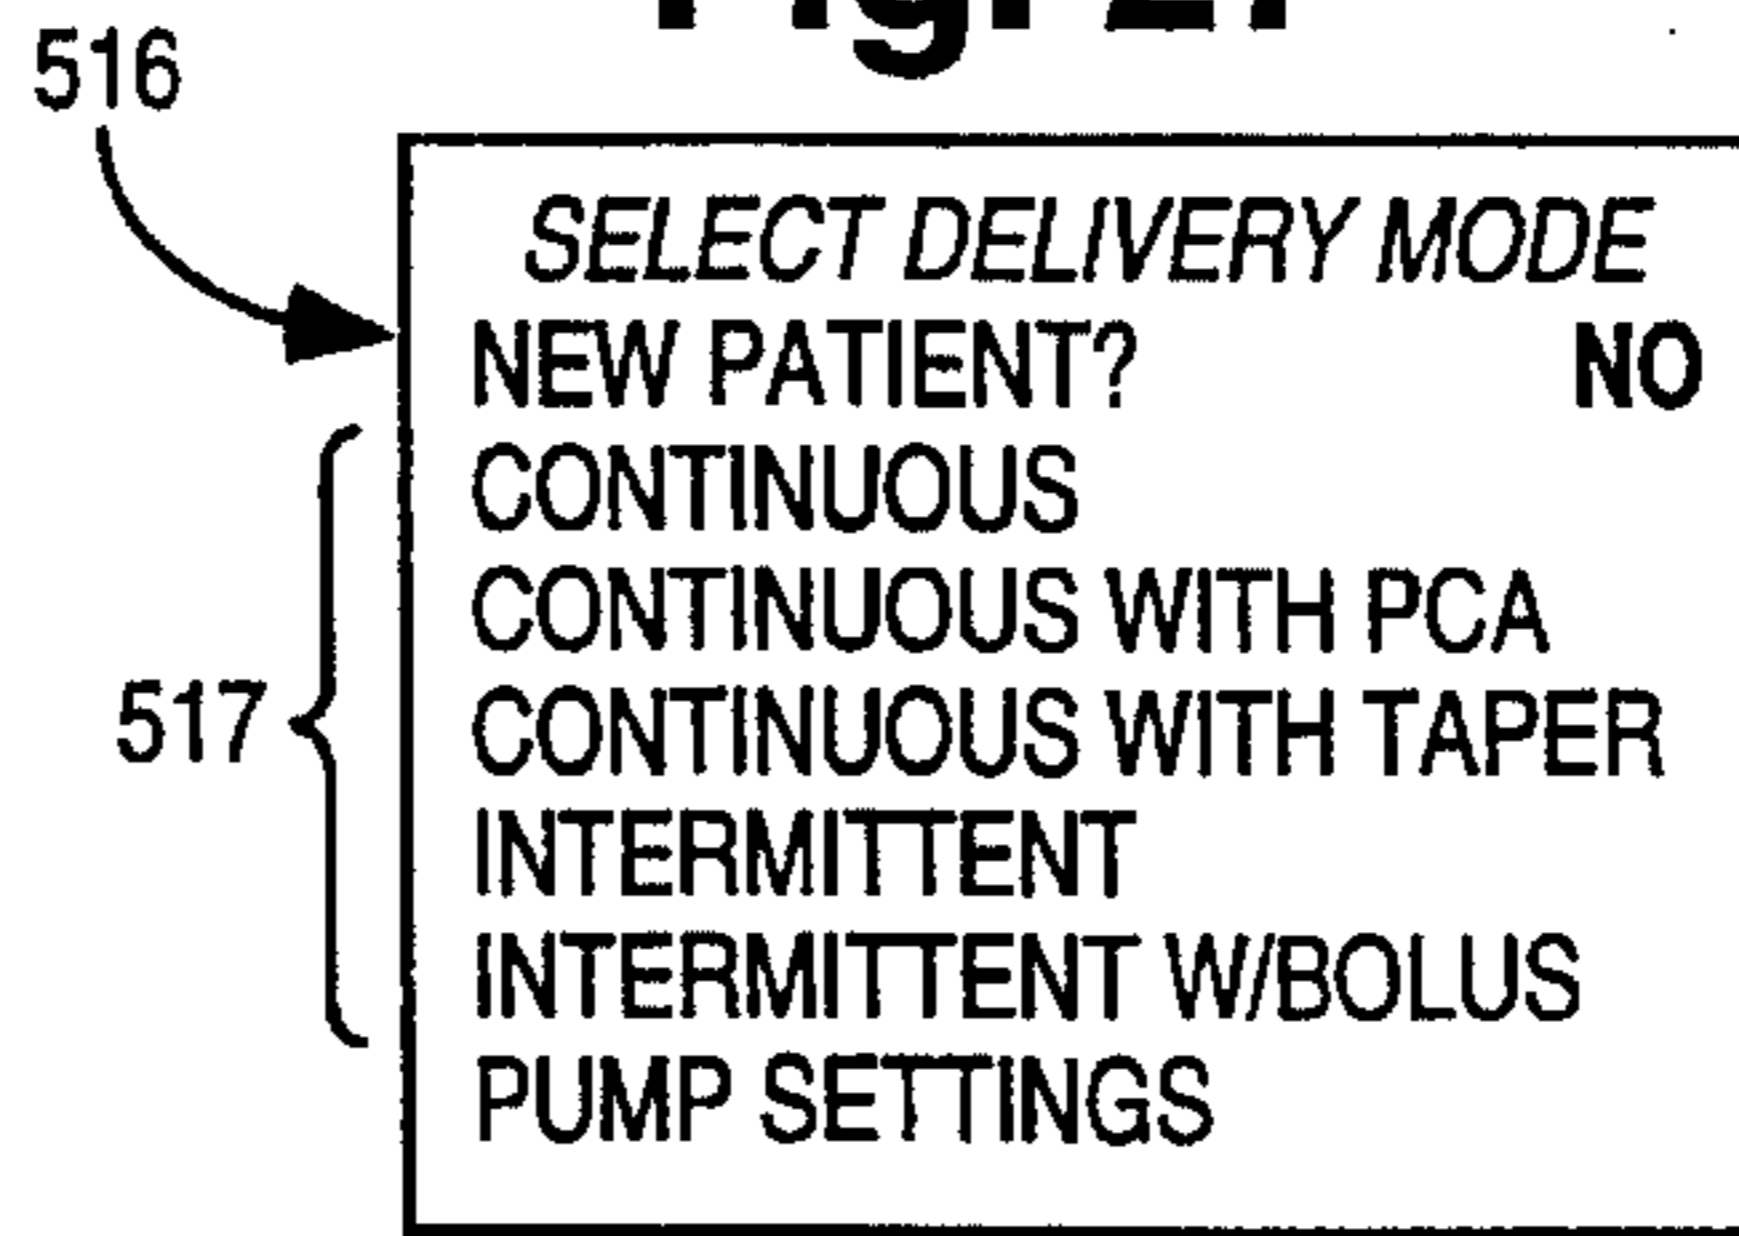 516
SELECT DELIVERY MODE
NEW PATIENT? NO
CONTINUOUS
CONTINUOUS WITH PCA
517 CONTINUOUS WITH TAPER
INTERMITTENT
INTERMITTENT W/BOLUS
PUMP SETTINGS